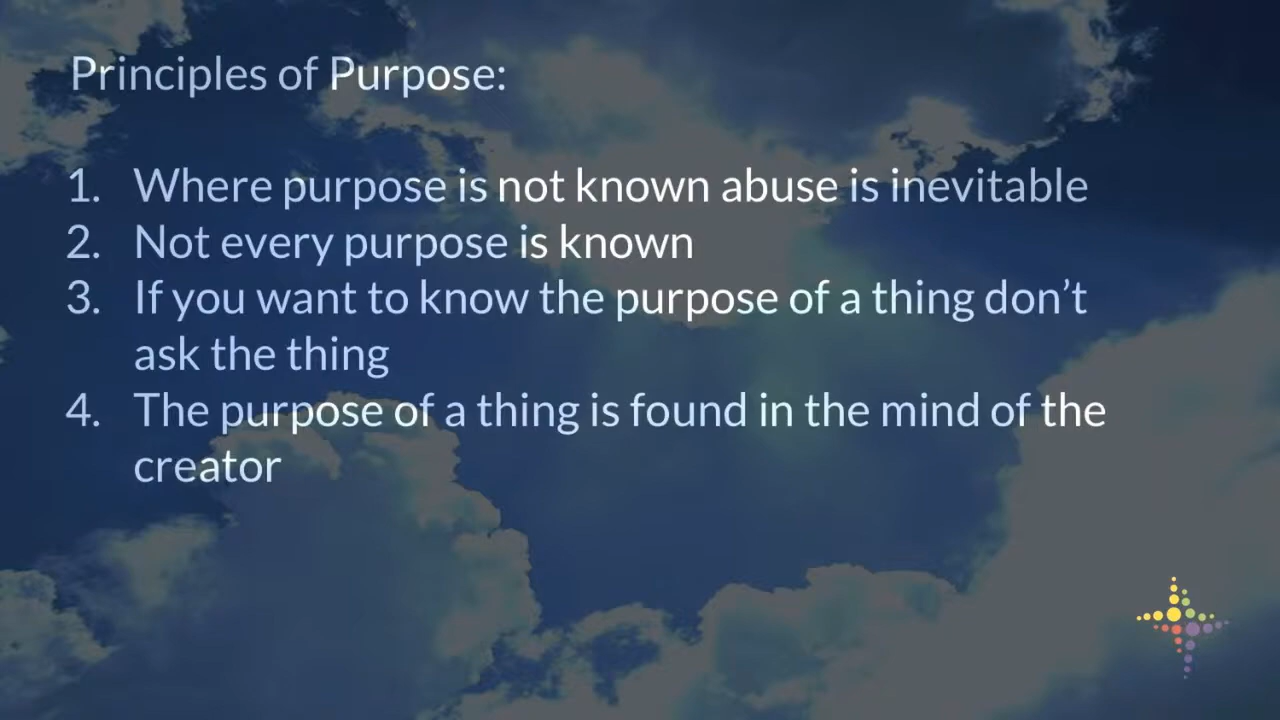 Principles of Purpose:
1. Where purpose is not known abuse is inevitable
2. Not every purpose is known
3. If you want to know the purpose of a thing don’t
ask the thing
4. The purpose of a thing is found in the mind of the
creator